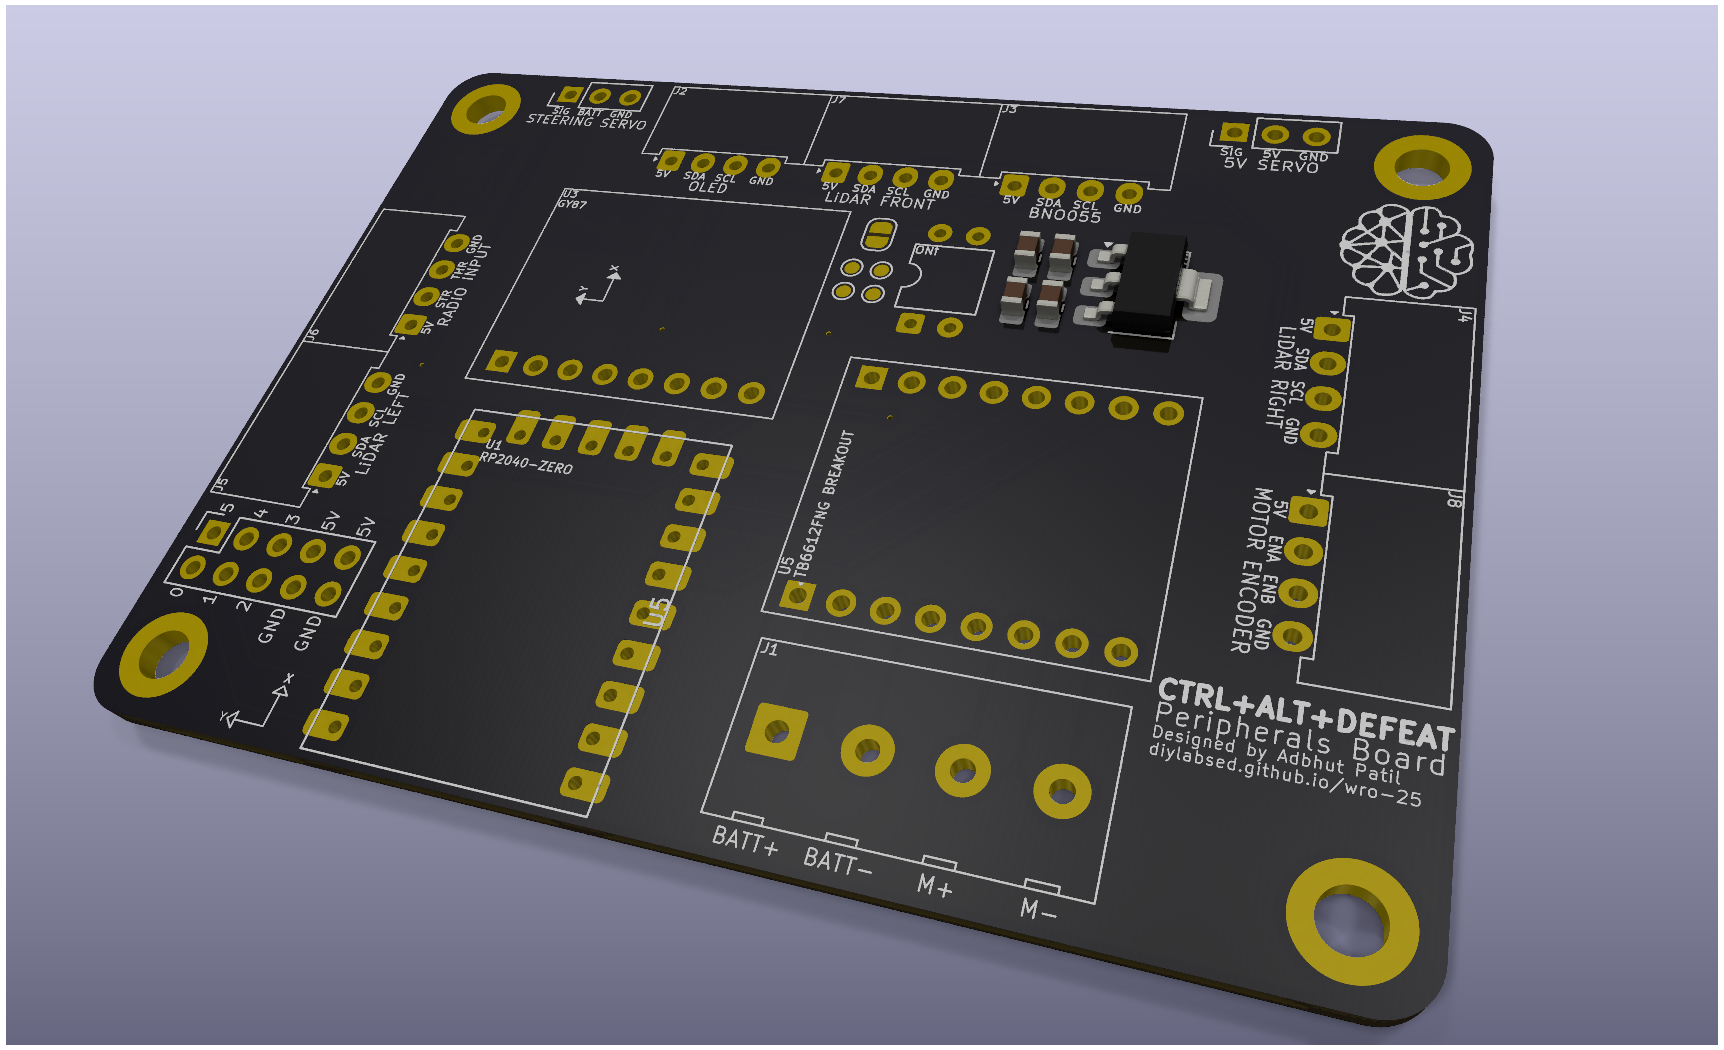 SIG BATT GND
STEERING SERVO
J2
5V SDA SCL GND
OLED
J7
5V SDA SCL GND
LiDAR FRONT
J3
5V SDA SCL GND
BNO055
SIG 5V GND
5V SERVO
U3
GY87
X
Y
GND
THR
STR
5V
RADIO INPUT
J6
GND
SCL
SDA
5V
LiDAR LEFT
J5
5 4 3 5V 5V
0 1 2 GND GND
X
Y
U1
RP2040-ZERO
U5
U5
TB6612FNG BREAKOUT
J4
5V
SDA
SCL
GND
LiDAR RIGHT
J8
5V
ENA
ENB
GND
MOTOR ENCODER
J1
BATT+ BATT- M+ M-
CTRL+ALT+DEFEAT
Peripherals Board
Designed by Adbhut Patil
diylabsed.github.io/wro-25